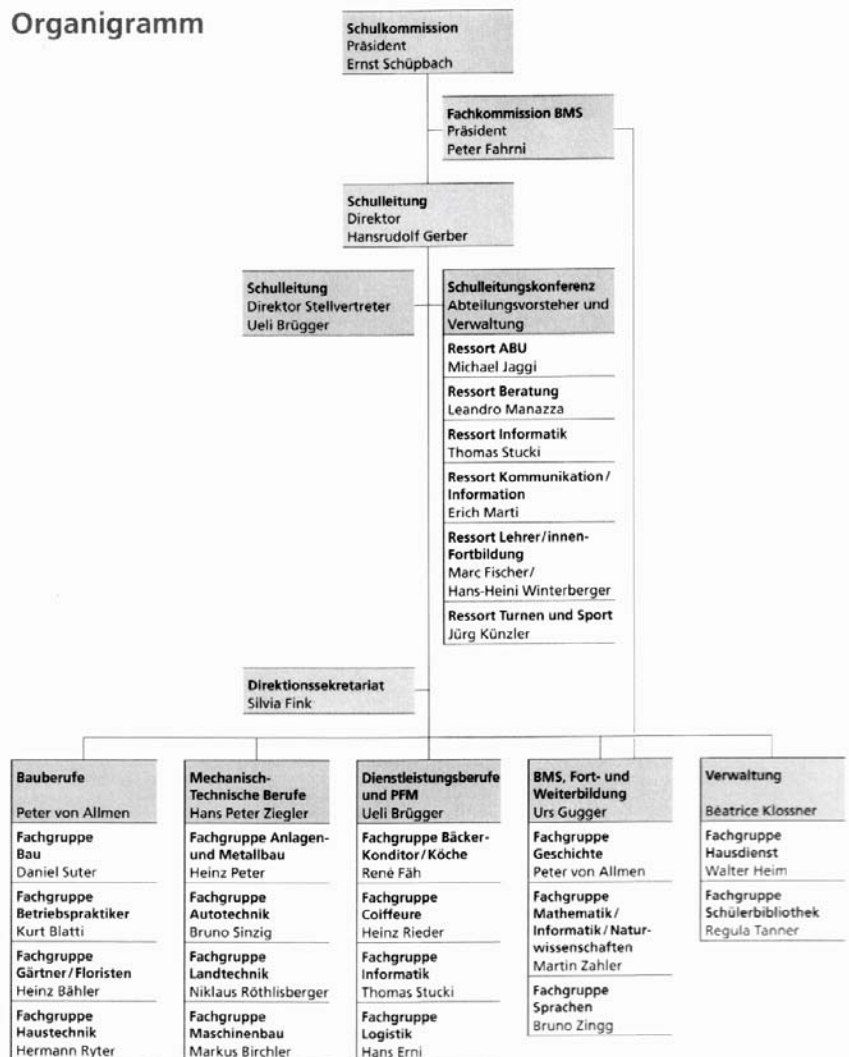 Organigramm
Schulkommission
Präsident
Ernst Schüpbach
Fachkommission BMS
Präsident
Peter Fahrni
Schulleitung
Direktor
Hansrudolf Gerber
Schulleitung
Direktor Stellvertreter
Ueli Brügger
Schulleitungskonferenz
Abteilungsvorsteher und
Verwaltung
Ressort ABU
Michael Jaggi
Ressort Beratung
Leandro Manazza
Ressort Informatik
Thomas Stucki
Ressort Kommunikation/
Information
Erich Marti
Ressort Lehrer/innen-
Fortbildung
Marc Fischer/
Hans-Heini Winterberger
Ressort Turnen und Sport
Jürg Künzler
Direktionssekretariat
Silvia Fink
Bauberufe
Peter von Allmen
Fachgruppe
Bau
Daniel Suter
Fachgruppe
Betriebspraktiker
Kurt Blatti
Fachgruppe
Gärtner/Floristen
Heinz Bähler
Fachgruppe
Haustechnik
Hermann Ryter
Mechanisch-
Technische Berufe
Hans Peter Ziegler
Fachgruppe Anlagen-
und Metallbau
Heinz Peter
Fachgruppe
Autotechnik
Bruno Sinzig
Fachgruppe
Landtechnik
Niklaus Röthlisberger
Fachgruppe
Maschinenbau
Markus Birchler
Dienstleistungsberufe
und PFM
Ueli Brügger
Fachgruppe Bäcker-
Konditor/Köche
René Fäh
Fachgruppe
Coiffeure
Heinz Rieder
Fachgruppe
Informatik
Thomas Stucki
Fachgruppe
Logistik
Hans Erni
BMS, Fort- und
Weiterbildung
Urs Gugger
Fachgruppe
Geschichte
Peter von Allmen
Fachgruppe
Mathematik/
Informatik/Natur-
wissenschaften
Martin Zahler
Fachgruppe
Sprachen
Bruno Zingg
Verwaltung
Béatrice Klossner
Fachgruppe
Hausdienst
Walter Heim
Fachgruppe
Schülerbibliothek
Regula Tanner